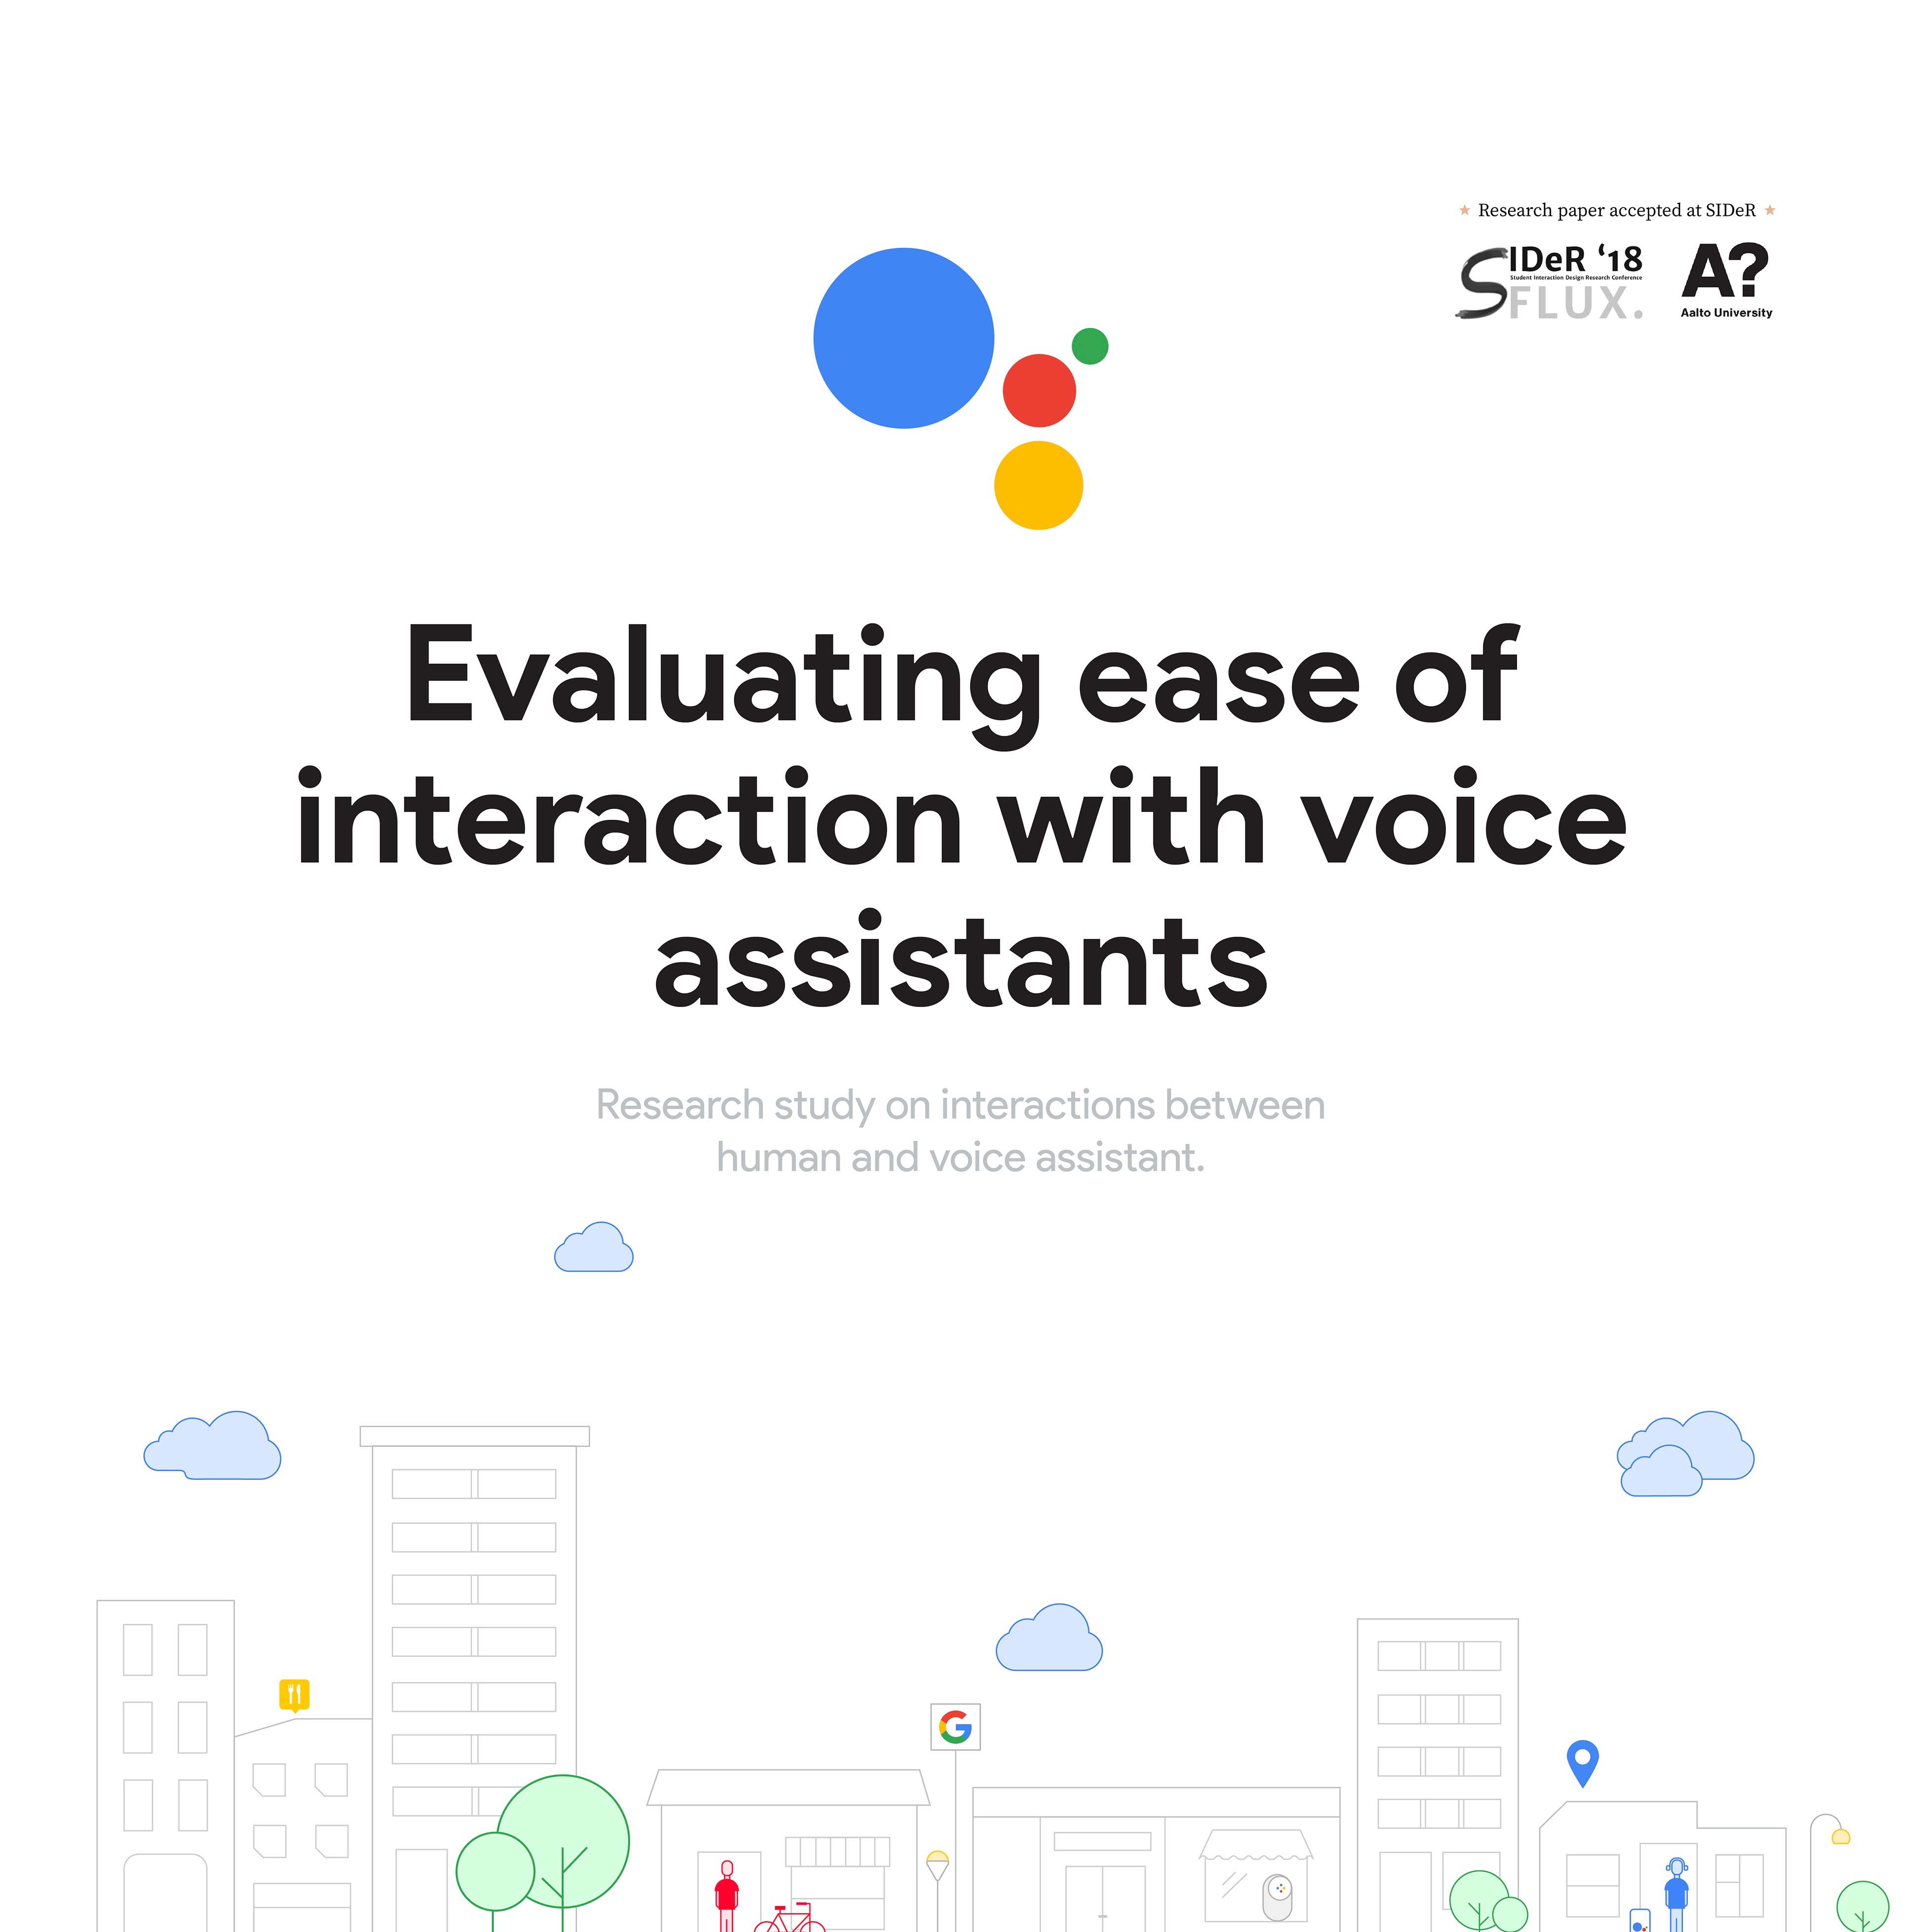 ★ Research paper accepted at SIDeR ★
SIDeR ‘18
Student Interaction Design Research Conference
FLUX.
A?
Aalto University
Evaluating ease of
interaction with voice
assistants
Research study on interactions between
human and voice assistant.
G